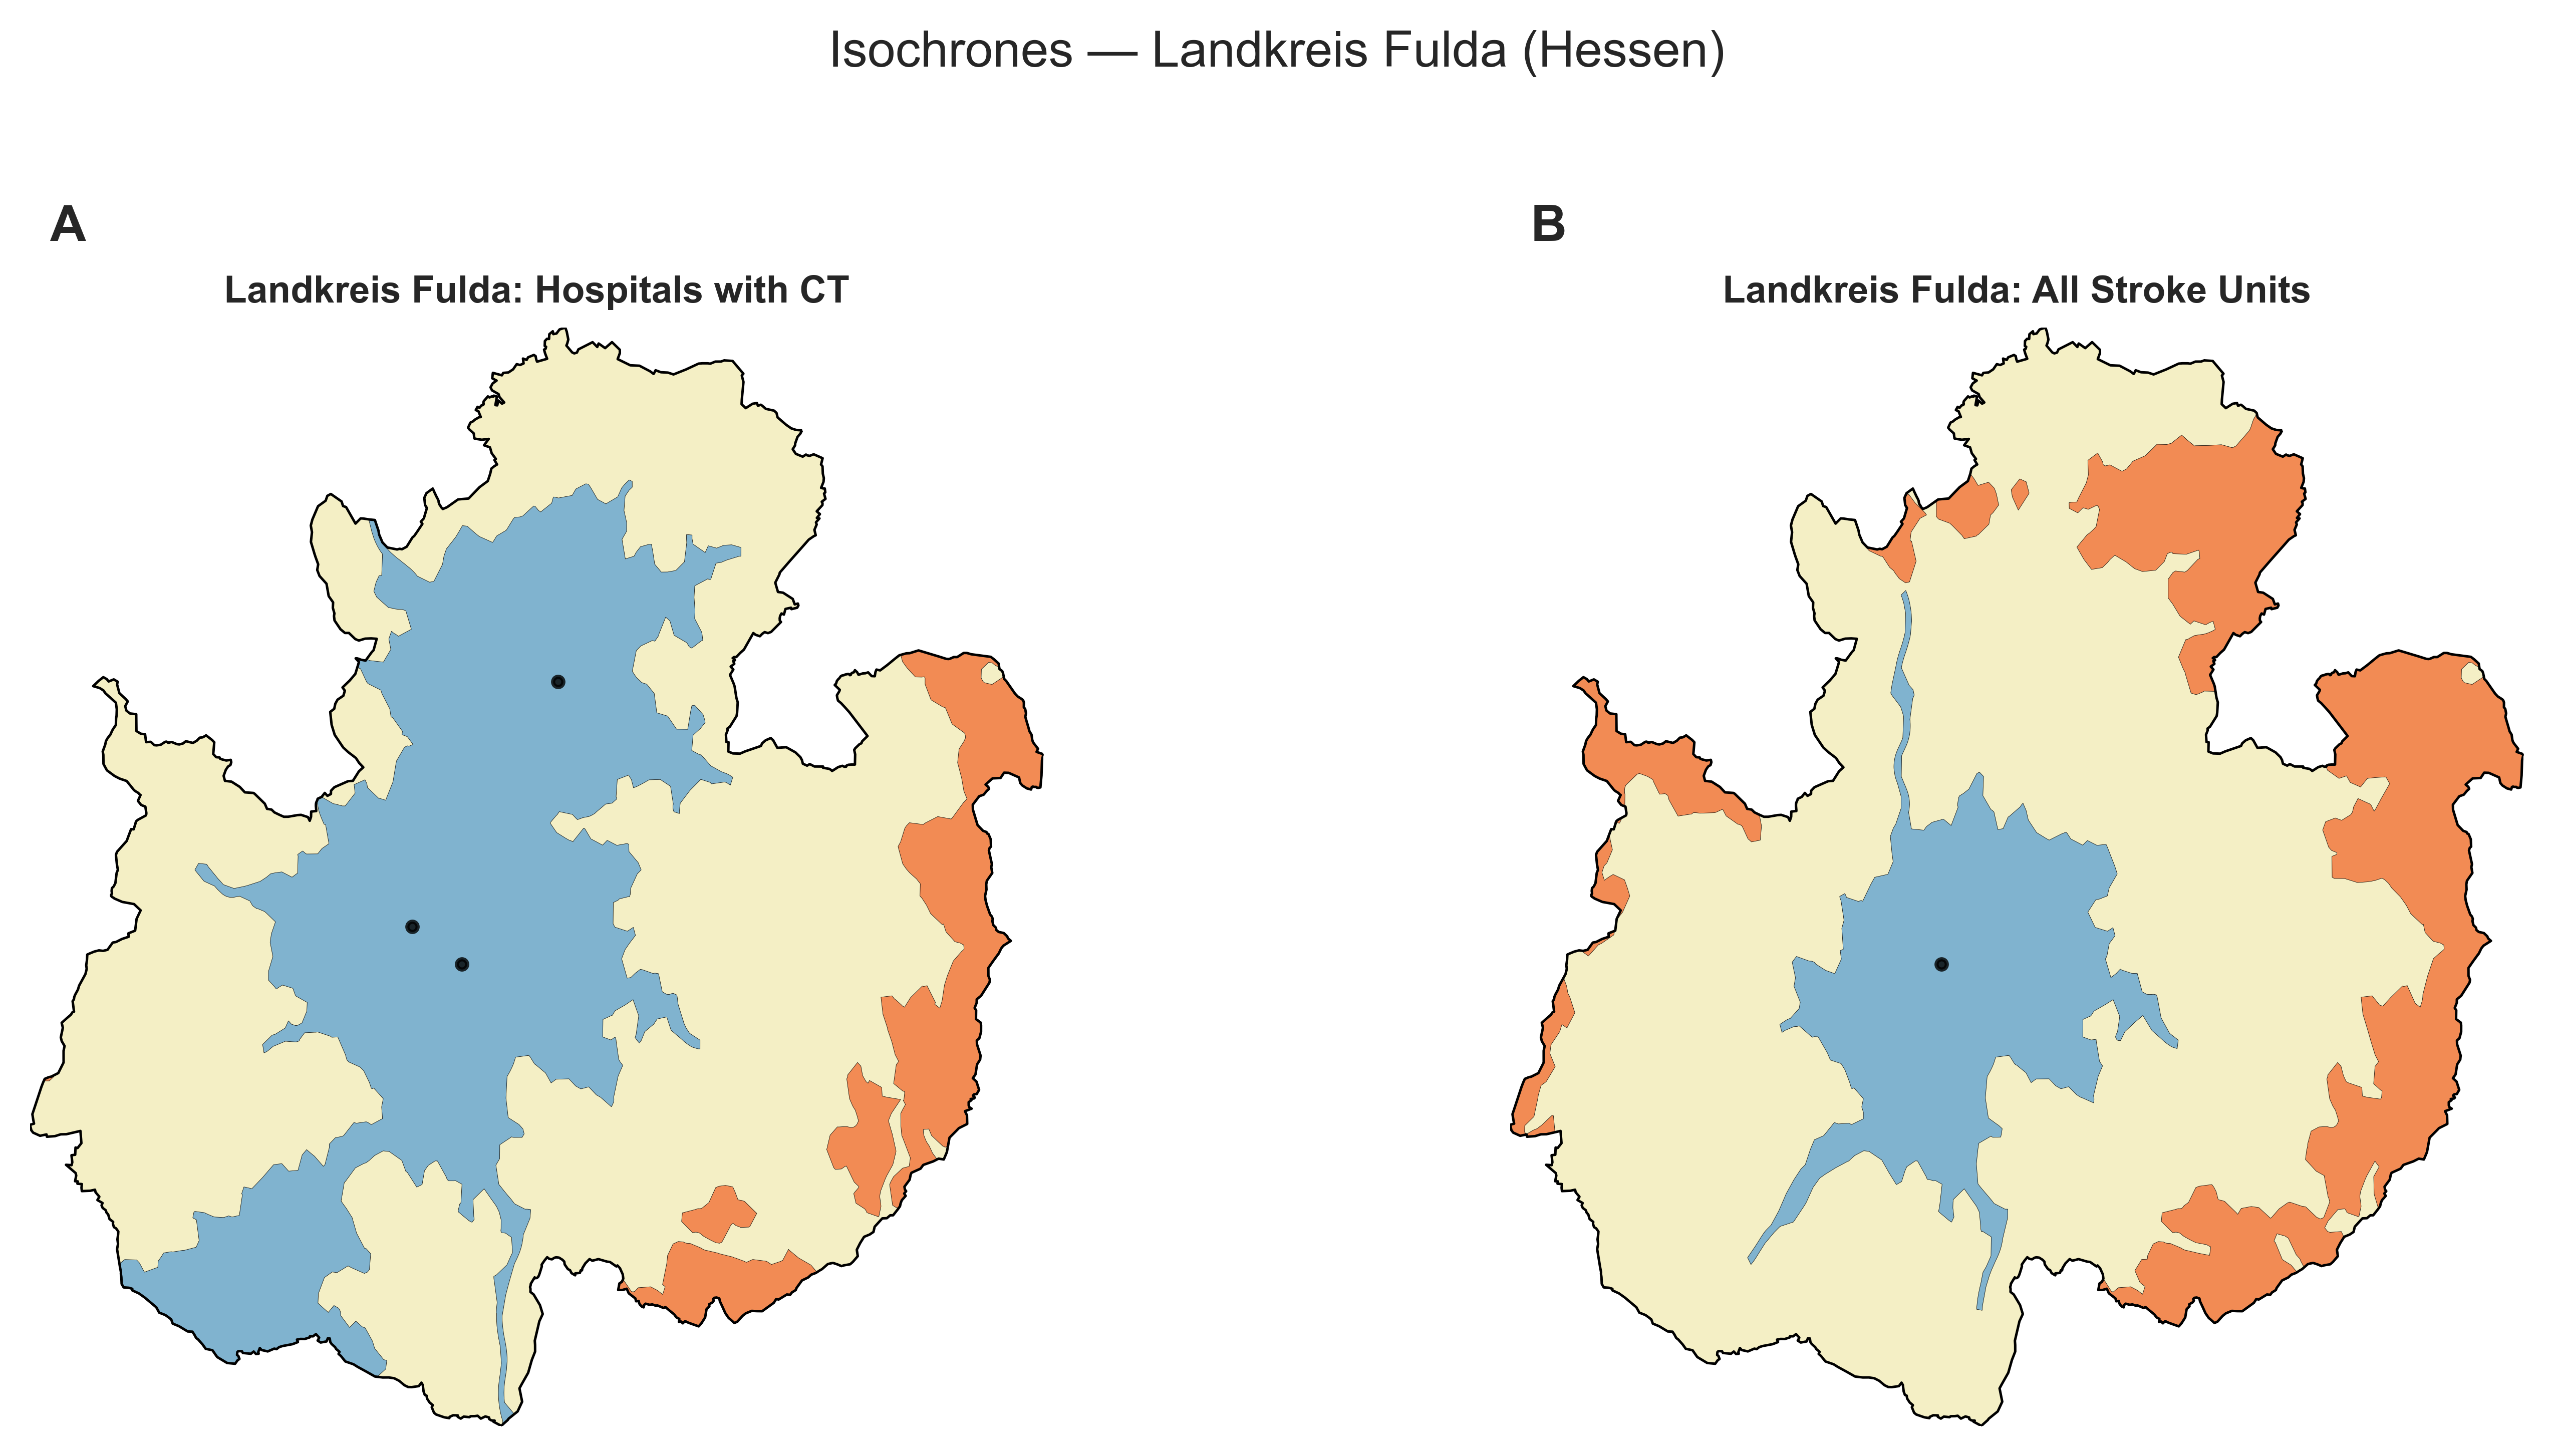 Isochrones — Landkreis Fulda (Hessen)
A
B
Landkreis Fulda: Hospitals with CT
Landkreis Fulda: All Stroke Units